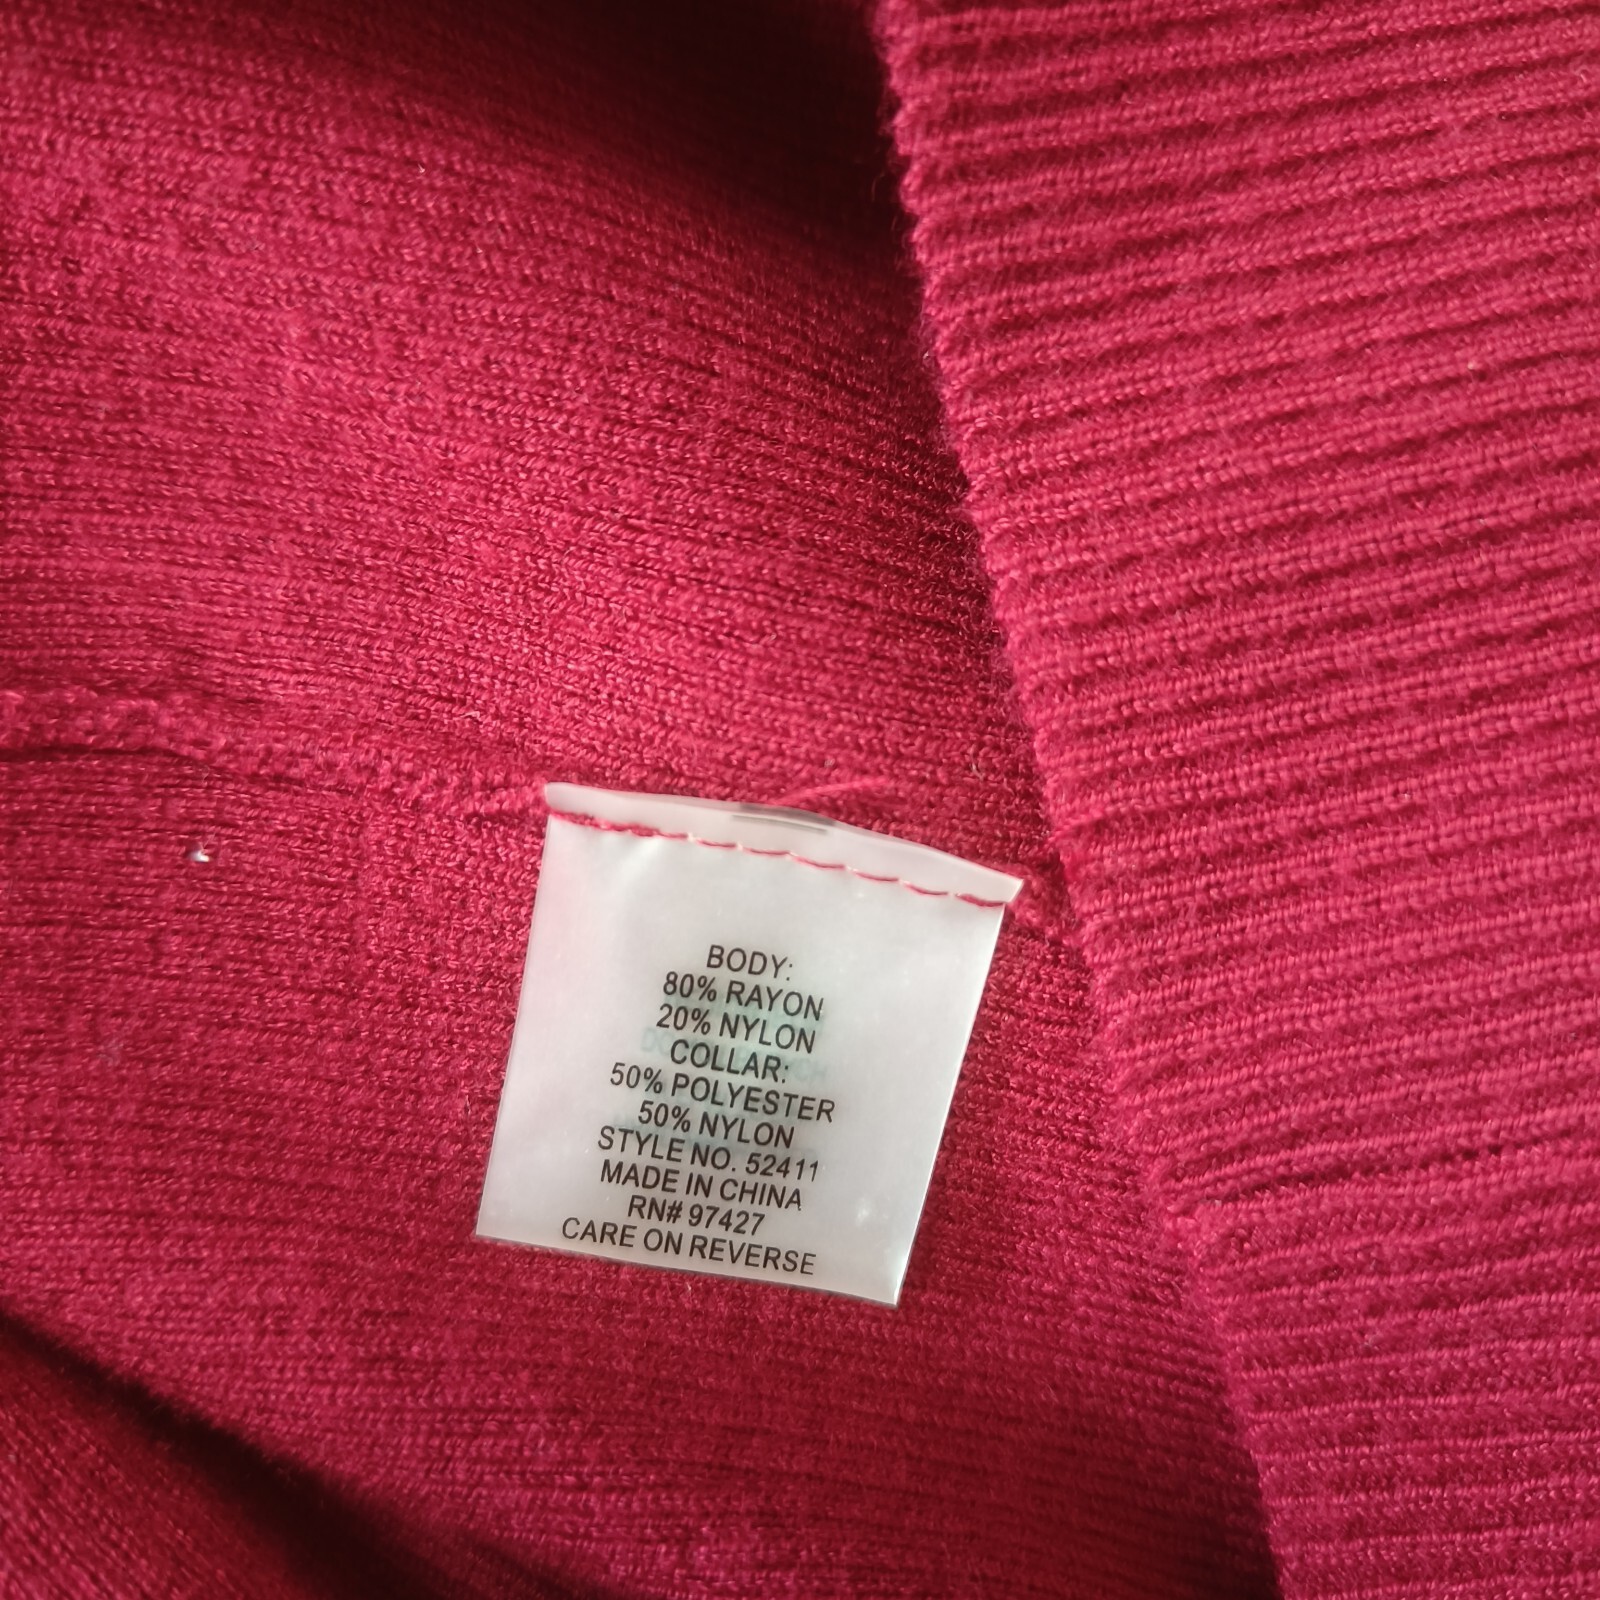 BODY:
80% RAYON
20% NYLON
COLLAR:
50% POLYESTER
50% NYLON
STYLE NO. 52411
MADE IN CHINA
RN# 97427
CARE ON REVERSE